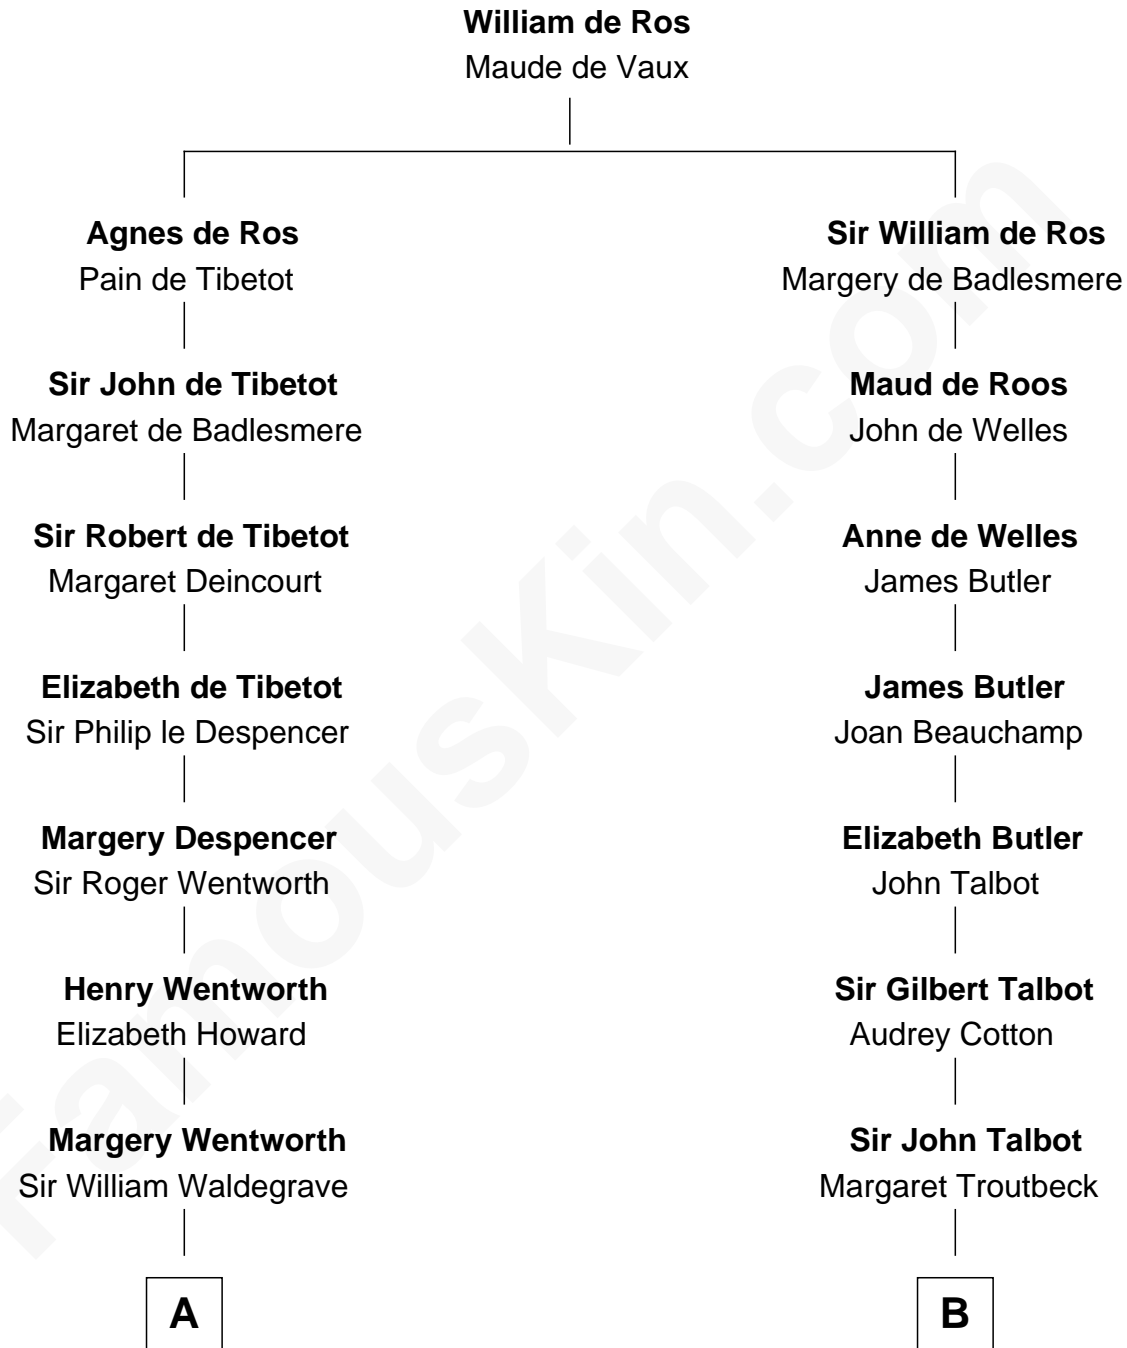 William de Ros
Maude de Vaux
Agnes de Ros
Pain de Tibetot
Sir William de Ros
Margery de Badlesmere
Sir John de Tibetot
Margaret de Badlesmere
Maud de Roos
John de Welles
Sir Robert de Tibetot
Margaret Deincourt
Anne de Welles
James Butler
Elizabeth de Tibetot
Sir Philip le Despencer
James Butler
Joan Beauchamp
Margery Despencer
Sir Roger Wentworth
Elizabeth Butler
John Talbot
Henry Wentworth
Elizabeth Howard
Sir Gilbert Talbot
Audrey Cotton
Margery Wentworth
Sir William Waldegrave
Sir John Talbot
Margaret Troutbeck
A
B
FamousKin.com